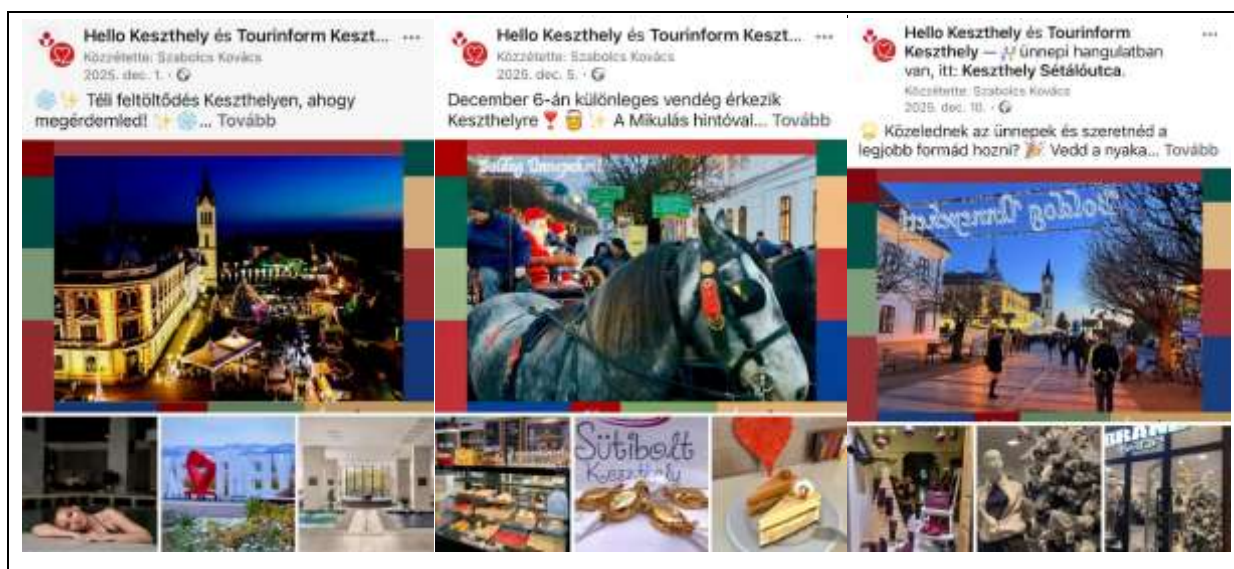 Hello Keszthely és Tourinform Keszt...
Közzétette: Szabolcs Kovács
2025. dec. 1. ·
Téli feltöltődés Keszthelyen, ahogy
megérdemled! ... Tovább
Hello Keszthely és Tourinform Keszt...
Közzétette: Szabolcs Kovács
2025. dec. 5. ·
December 6-án különleges vendég érkezik
Keszthelyre A Mikulás hintóval... Tovább
Boldog Ünnepeket!
Sütibolt
Keszthely
Hello Keszthely és Tourinform
Keszthely — ünnepi hangulatban
van, itt: Keszthely Sétálóutca.
Közzétette: Szabolcs Kovács
2025. dec. 10. ·
Közelednek az ünnepek és szeretnéd a
legjobb formád hozni? Vedd a nyaka... Tovább
Boldog Ünnepeket!